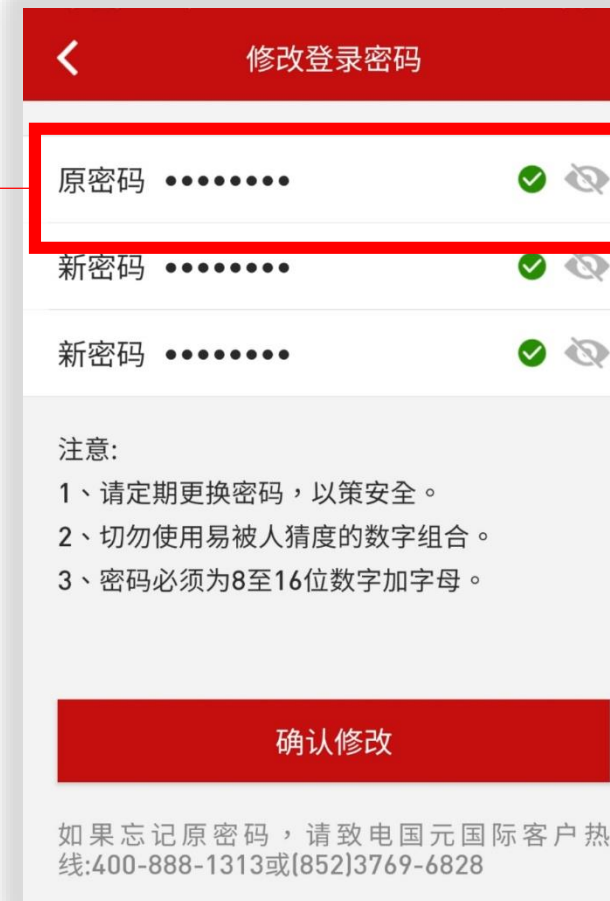 修改登录密码
原密码 ••••••••
新密码 ••••••••
新密码 ••••••••
注意:
1、请定期更换密码，以策安全。
2、切勿使用易被人猜度的数字组合。
3、密码必须为8至16位数字加字母。
确认修改
如果忘记原密码，请致电国元国际客户热
线:400-888-1313或(852)3769-6828